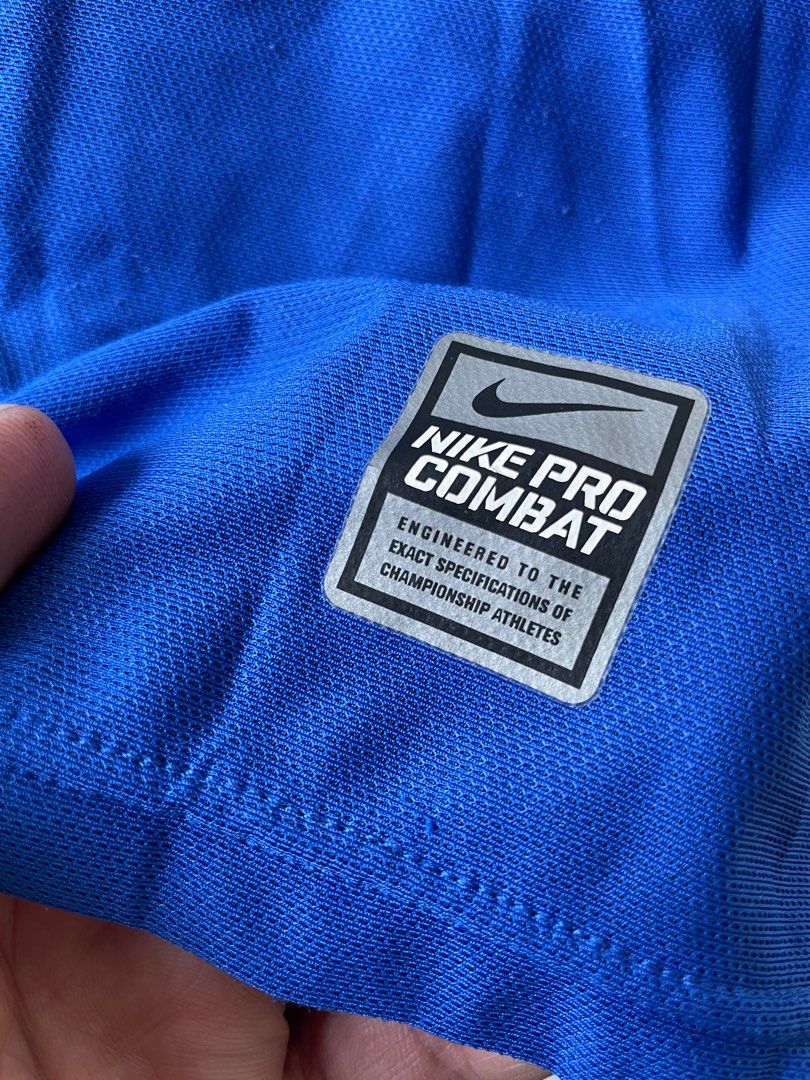 NIKE PRO
COMBAT
ENGINEERED TO THE
EXACT SPECIFICATIONS OF
CHAMPIONSHIP ATHLETES